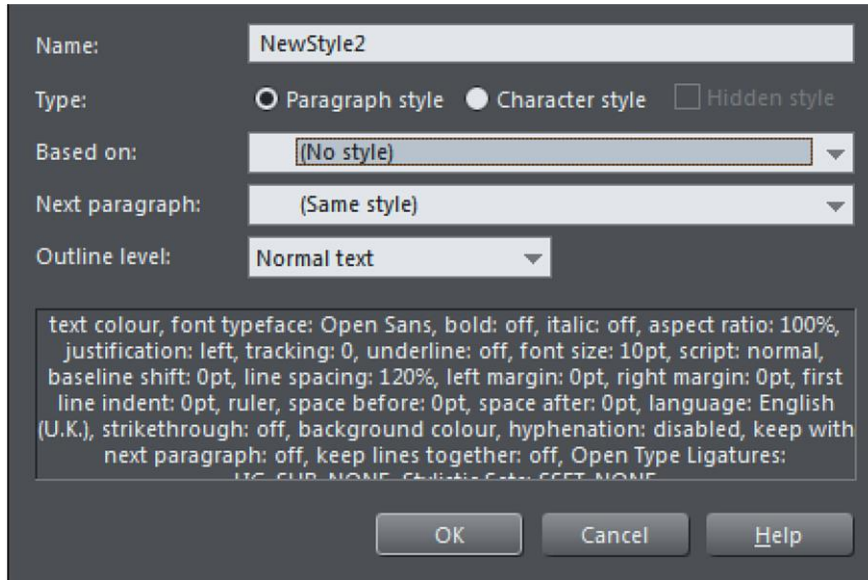 Name: NewStyle2
Type: Paragraph style Character style Hidden style
Based on: (No style)
Next paragraph: (Same style)
Outline level: Normal text
text colour, font typeface: Open Sans, bold: off, italic: off, aspect ratio: 100%,
justification: left, tracking: 0, underline: off, font size: 10pt, script: normal,
baseline shift: 0pt, line spacing: 120%, left margin: 0pt, right margin: 0pt, first
line indent: 0pt, ruler, space before: 0pt, space after: 0pt, language: English
(U.K.), strikethrough: off, background colour, hyphenation: disabled, keep with
next paragraph: off, keep lines together: off, Open Type Ligatures:
OK Cancel Help